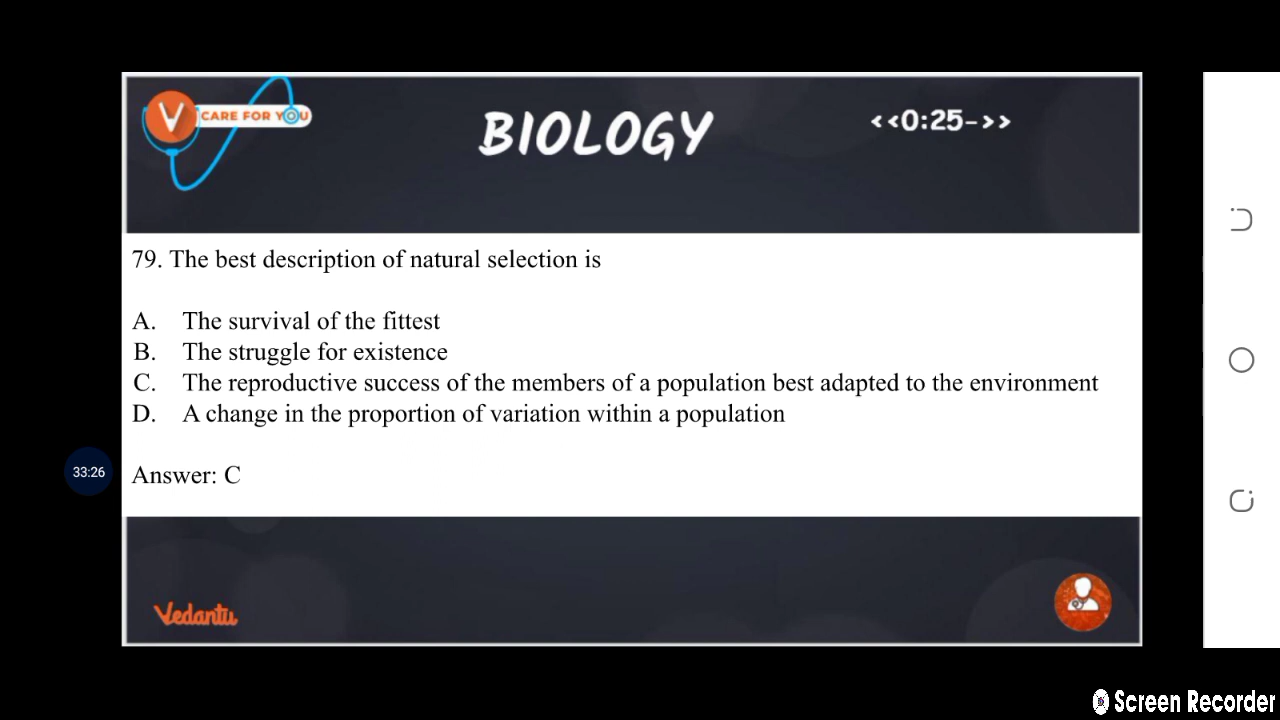 V CARE FOR YOU
BIOLOGY
<<0:25->>
79. The best description of natural selection is
A. The survival of the fittest
B. The struggle for existence
C. The reproductive success of the members of a population best adapted to the environment
D. A change in the proportion of variation within a population
33:26
Answer: C
Vedantu
Screen Recorder